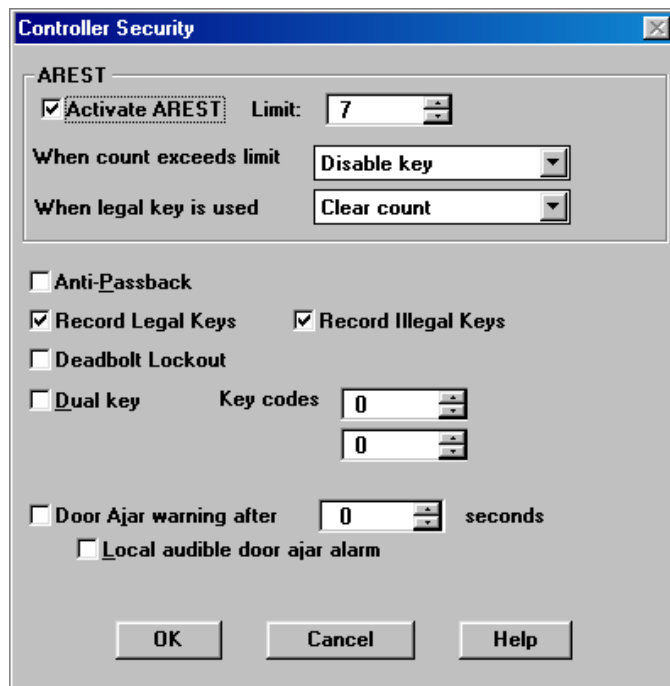 Controller Security
AREST
Activate AREST Limit: 7
When count exceeds limit Disable key
When legal key is used Clear count
Anti-Passback
Record Legal Keys Record Illegal Keys
Deadbolt Lockout
Dual key Key codes 0
0
Door Ajar warning after 0 seconds
Local audible door ajar alarm
OK Cancel Help